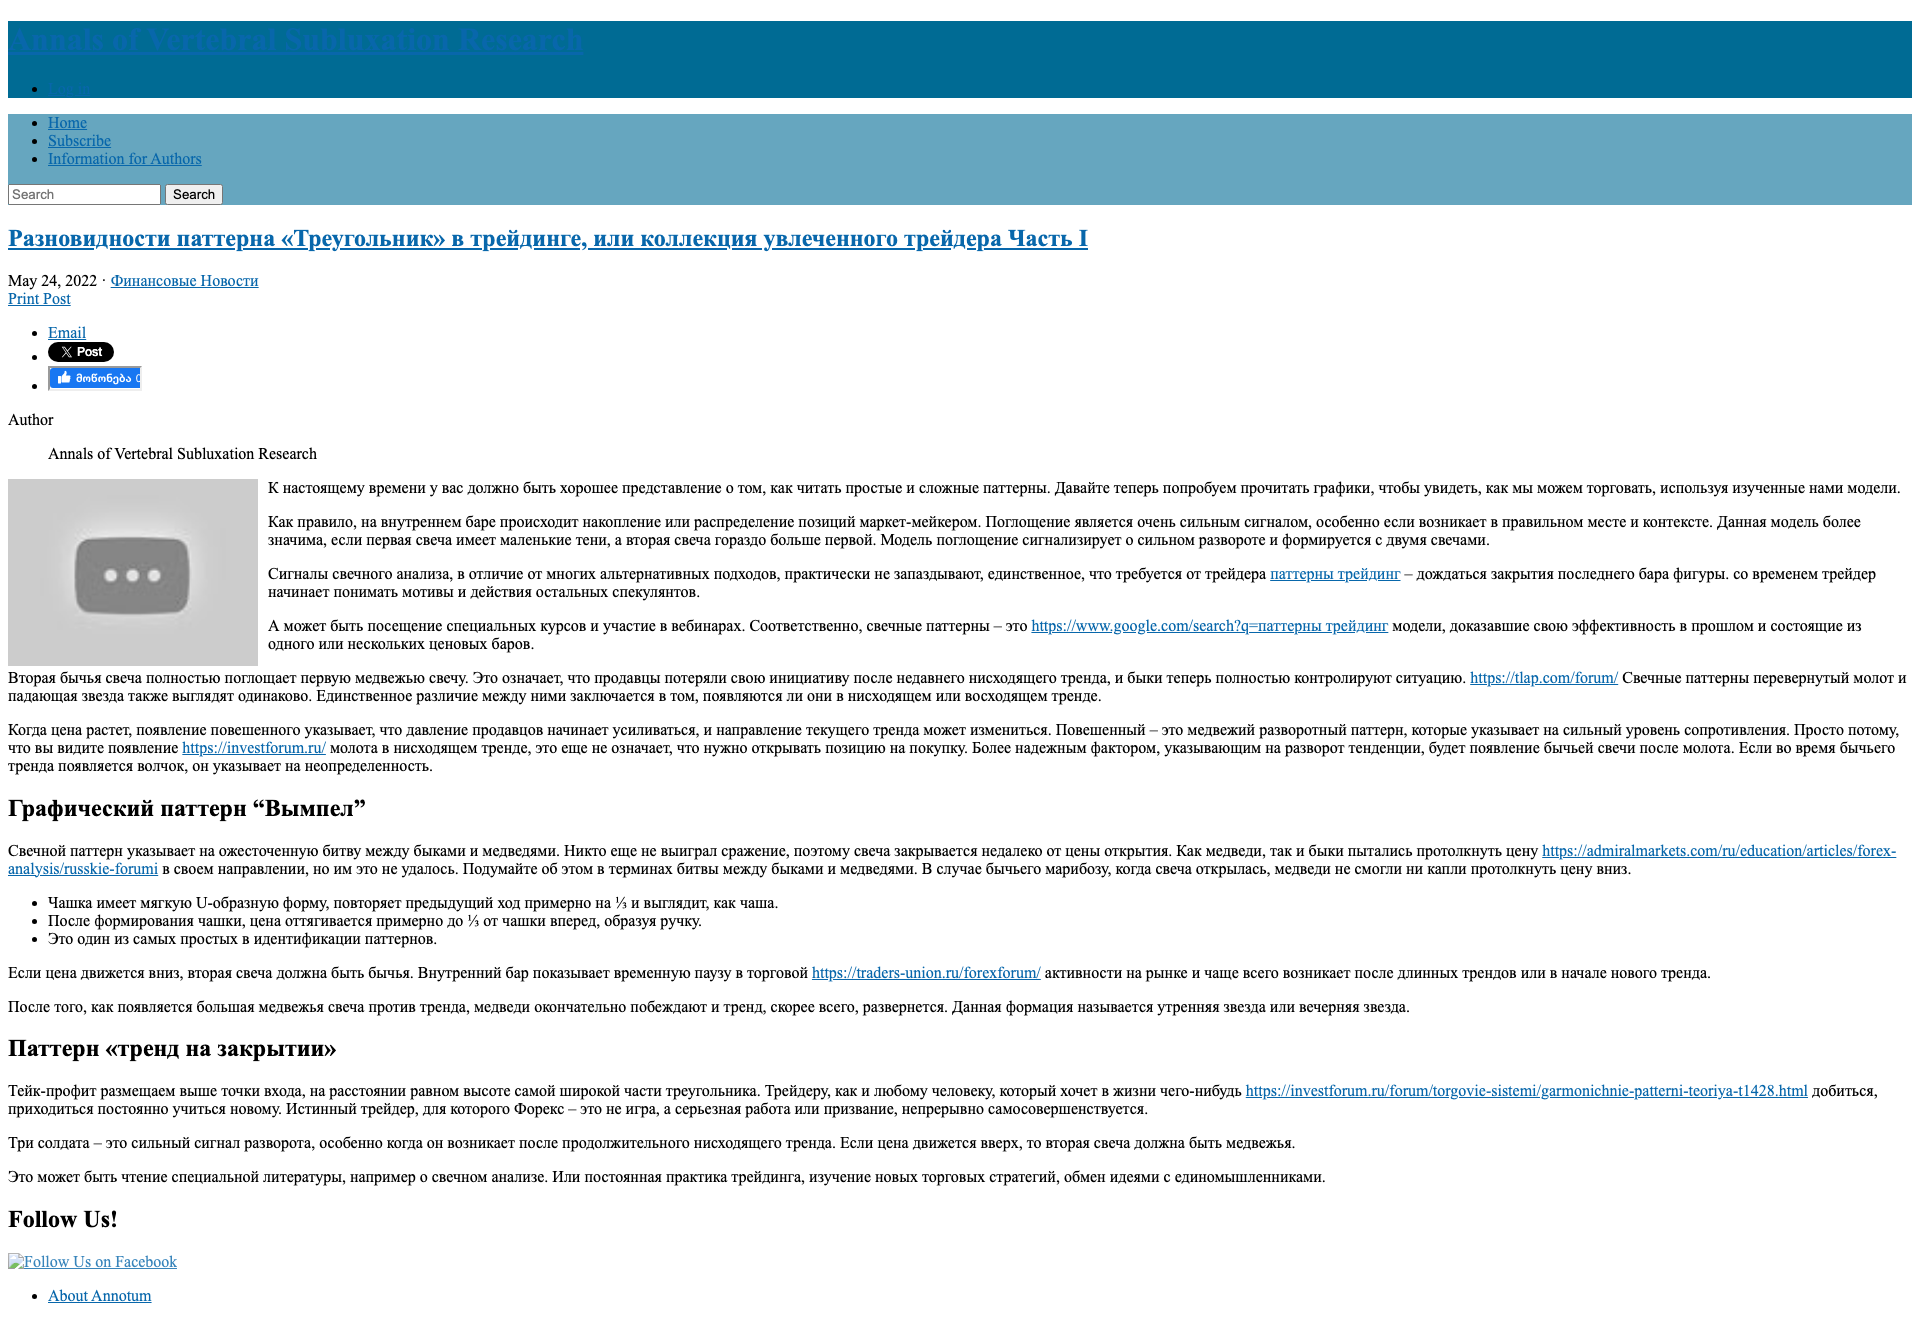 Annals of Vertebral Subluxation Research
Home
Subscribe
Information for Authors
Search Search
Разновидности паттерна «Треугольник» в трейдинге, или коллекция увлеченного трейдера Часть I
May 24, 2022 · Финансовые Новости
Print Post
Email
Post
მოწონება 0
Author
Annals of Vertebral Subluxation Research
К настоящему времени у вас должно быть хорошее представление о том, как читать простые и сложные паттерны. Давайте теперь попробуем прочитать графики, чтобы увидеть, как мы можем торговать, используя изученные нами модели.
Как правило, на внутреннем баре происходит накопление или распределение позиций маркет-мейкером. Поглощение является очень сильным сигналом, особенно если возникает в правильном месте и контексте. Данная модель более
значима, если первая свеча имеет маленькие тени, а вторая свеча гораздо больше первой. Модель поглощение сигнализирует о сильном развороте и формируется с двумя свечами.
Сигналы свечного анализа, в отличие от многих альтернативных подходов, практически не запаздывают, единственное, что требуется от трейдера паттерны трейдинг – дождаться закрытия последнего бара фигуры. со временем трейдер
начинает понимать мотивы и действия остальных спекулянтов.
А может быть посещение специальных курсов и участие в вебинарах. Соответственно, свечные паттерны – это https://www.google.com/search?q=паттерны трейдинг модели, доказавшие свою эффективность в прошлом и состоящие из
одного или нескольких ценовых баров.
Вторая бычья свеча полностью поглощает первую медвежью свечу. Это означает, что продавцы потеряли свою инициативу после недавнего нисходящего тренда, и быки теперь полностью контролируют ситуацию. https://tlap.com/forum/ Свечные паттерны перевернутый молот и
падающая звезда также выглядят одинаково. Единственное различие между ними заключается в том, появляются ли они в нисходящем или восходящем тренде.
Когда цена растет, появление повешенного указывает, что давление продавцов начинает усиливаться, и направление текущего тренда может измениться. Повешенный – это медвежий разворотный паттерн, которые указывает на сильный уровень сопротивления. Просто потому,
что вы видите появление https://investforum.ru/ молота в нисходящем тренде, это еще не означает, что нужно открывать позицию на покупку. Более надежным фактором, указывающим на разворот тенденции, будет появление бычьей свечи после молота. Если во время бычьего
тренда появляется волчок, он указывает на неопределенность.
Графический паттерн “Вымпел”
Свечной паттерн указывает на ожесточенную битву между быками и медведями. Никто еще не выиграл сражение, поэтому свеча закрывается недалеко от цены открытия. Как медведи, так и быки пытались протолкнуть цену https://admiralmarkets.com/ru/education/articles/forex-
analysis/russkie-forumi в своем направлении, но им это не удалось. Подумайте об этом в терминах битвы между быками и медведями. В случае бычьего марибозу, когда свеча открылась, медведи не смогли ни капли протолкнуть цену вниз.
Чашка имеет мягкую U-образную форму, повторяет предыдущий ход примерно на ⅓ и выглядит, как чаша.
После формирования чашки, цена оттягивается примерно до ⅓ от чашки вперед, образуя ручку.
Это один из самых простых в идентификации паттернов.
Если цена движется вниз, вторая свеча должна быть бычья. Внутренний бар показывает временную паузу в торговой https://traders-union.ru/forexforum/ активности на рынке и чаще всего возникает после длинных трендов или в начале нового тренда.
После того, как появляется большая медвежья свеча против тренда, медведи окончательно побеждают и тренд, скорее всего, развернется. Данная формация называется утренняя звезда или вечерняя звезда.
Паттерн «тренд на закрытии»
Тейк-профит размещаем выше точки входа, на расстоянии равном высоте самой широкой части треугольника. Трейдеру, как и любому человеку, который хочет в жизни чего-нибудь https://investforum.ru/forum/torgovie-sistemi/garmonichnie-patterni-teoriya-t1428.html добиться,
приходиться постоянно учиться новому. Истинный трейдер, для которого Форекс – это не игра, а серьезная работа или призвание, непрерывно самосовершенствуется.
Три солдата – это сильный сигнал разворота, особенно когда он возникает после продолжительного нисходящего тренда. Если цена движется вверх, то вторая свеча должна быть медвежья.
Это может быть чтение специальной литературы, например о свечном анализе. Или постоянная практика трейдинга, изучение новых торговых стратегий, обмен идеями с единомышленниками.
Follow Us!
Follow Us on Facebook
About Annotum